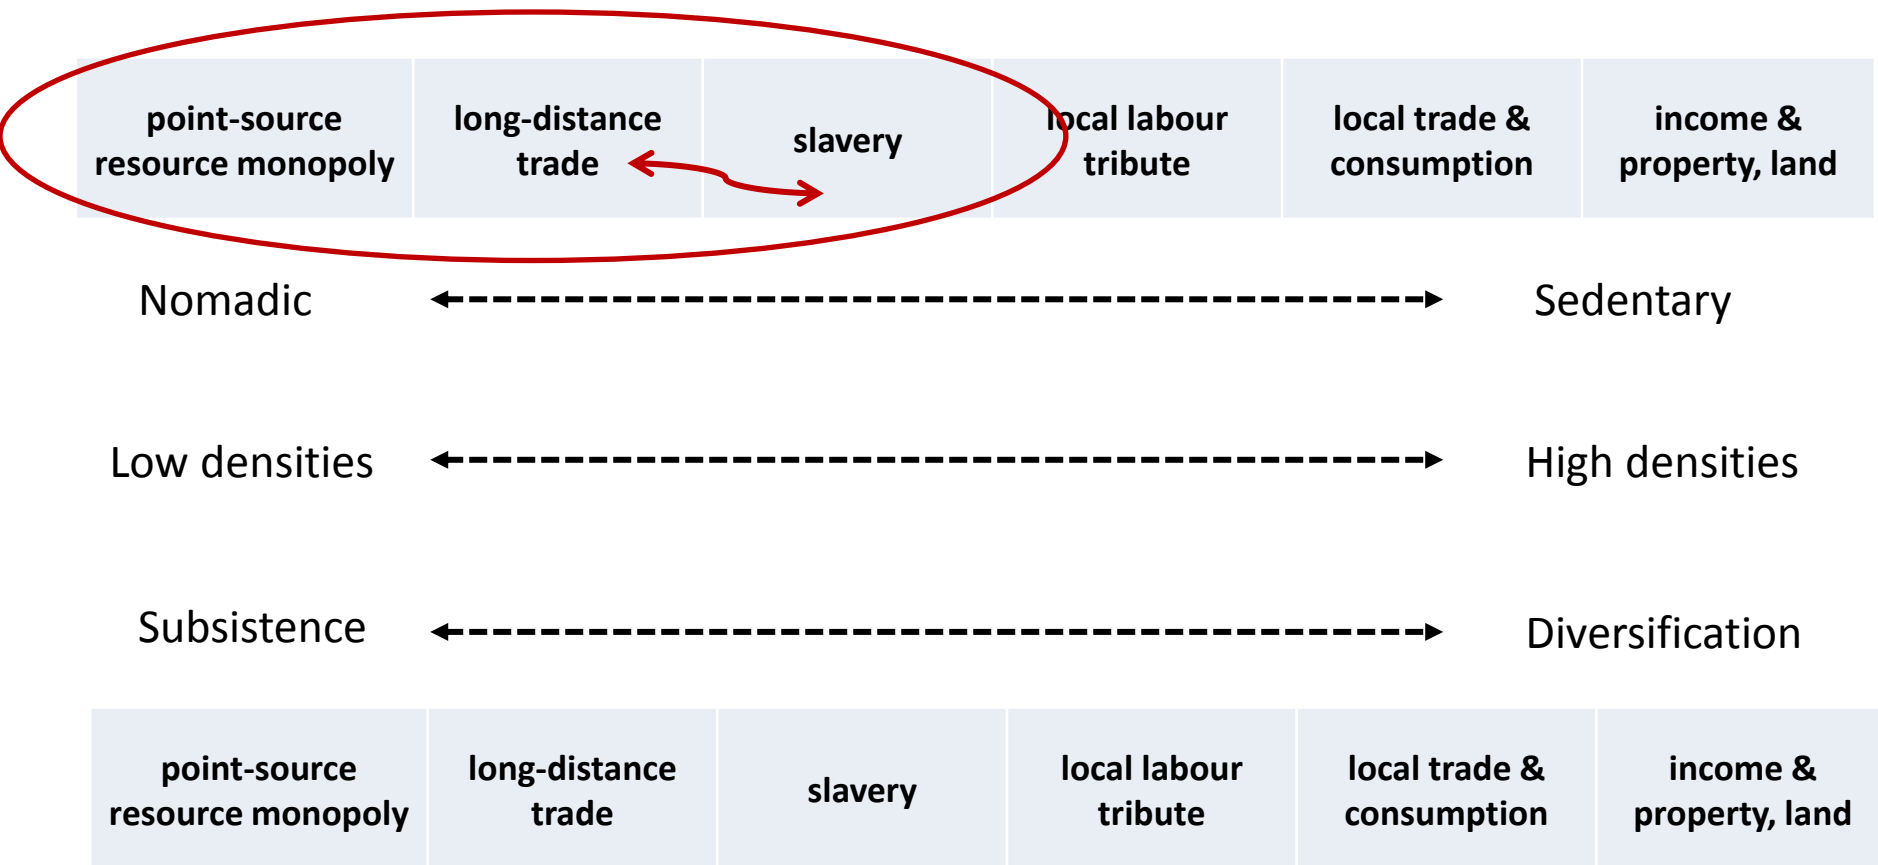 point-source
resource monopoly
long-distance
trade
slavery
local labour
tribute
local trade &
consumption
income &
property, land
Nomadic
Sedentary
Low densities
High densities
Subsistence
Diversification
point-source
resource monopoly
long-distance
trade
slavery
local labour
tribute
local trade &
consumption
income &
property, land